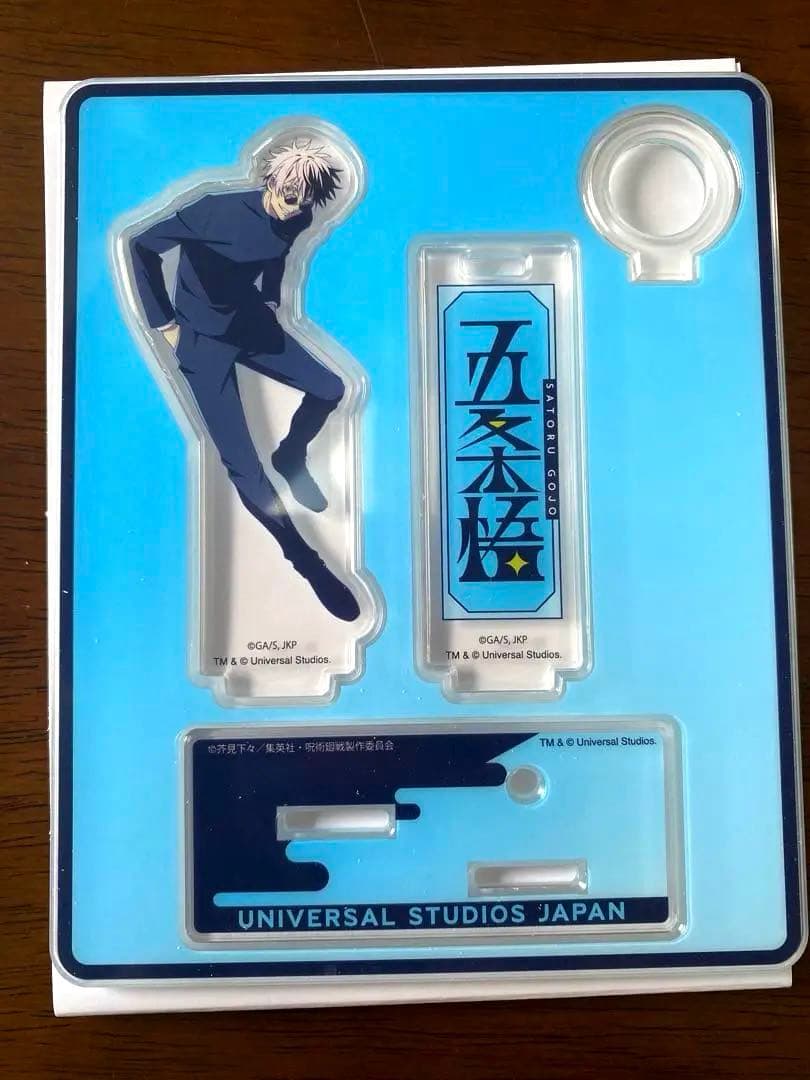 五条悟
SATORU GOJO
©GA/S, JKP
TM & © Universal Studios.
©GA/S, JKP
TM & © Universal Studios.
©芥見下々／集英社・呪術廻戦製作委員会
TM & © Universal Studios.
UNIVERSAL STUDIOS JAPAN